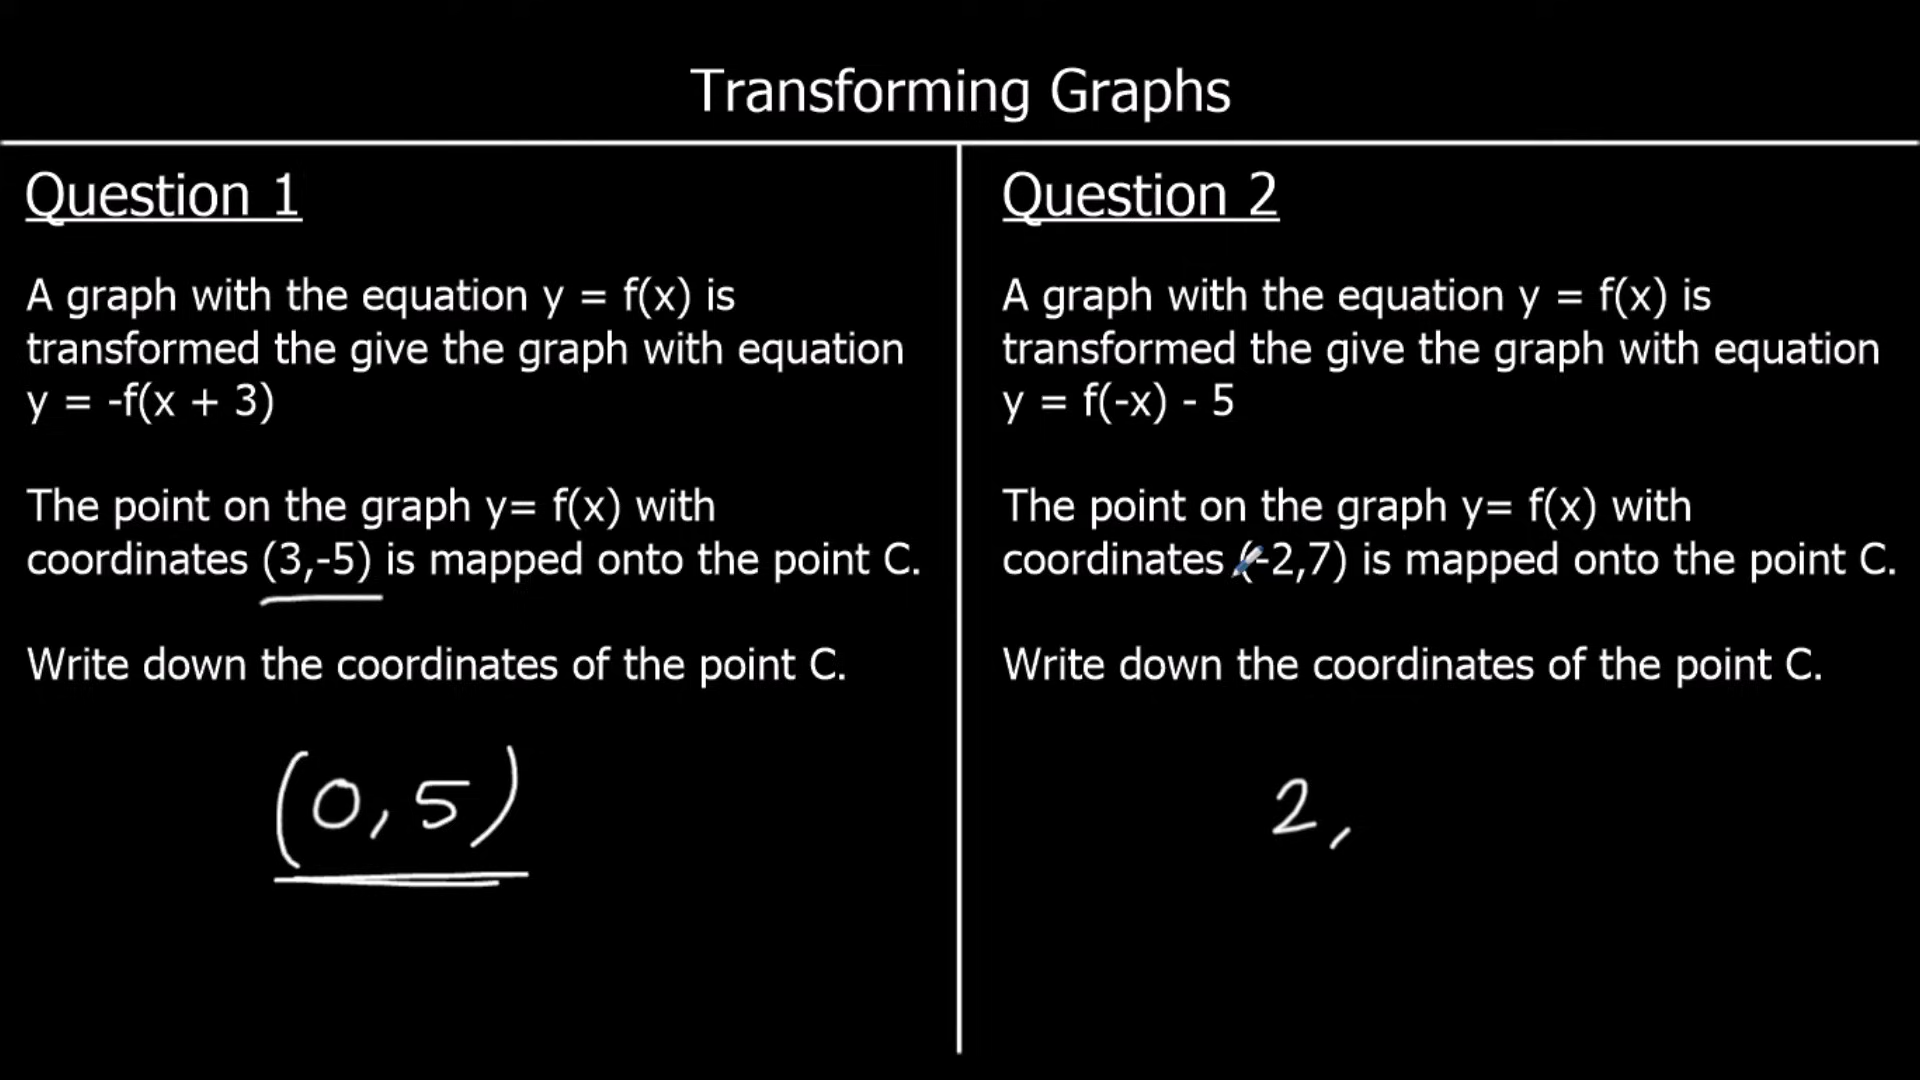 Transforming Graphs
Question 1
A graph with the equation y = f(x) is
transformed the give the graph with equation
y = -f(x + 3)
The point on the graph y= f(x) with
coordinates (3,-5) is mapped onto the point C.
Write down the coordinates of the point C.
(0,5)
Question 2
A graph with the equation y = f(x) is
transformed the give the graph with equation
y = f(-x) - 5
The point on the graph y= f(x) with
coordinates (-2,7) is mapped onto the point C.
Write down the coordinates of the point C.
2,